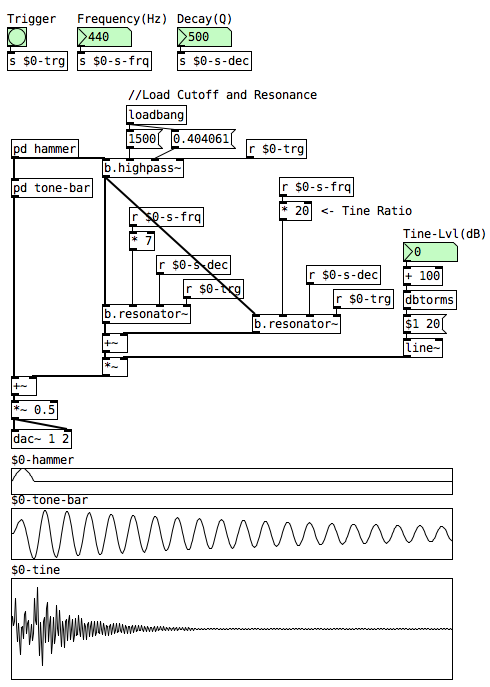 Trigger
Frequency(Hz)
Decay(Q)
440
500
s $0-trg
s $0-s-frq
s $0-s-dec
//Load Cutoff and Resonance
loadbang
1500
0.404061
r $0-trg
pd hammer
b.highpass~
pd tone-bar
r $0-s-frq
* 20
<- Tine Ratio
r $0-s-frq
* 7
Tine-Lvl(dB)
0
r $0-s-dec
r $0-s-dec
+ 100
r $0-trg
r $0-trg
dbtorms
b.resonator~
b.resonator~
$1 20
+~
line~
*~
+~
*~ 0.5
dac~ 1 2
$0-hammer
$0-tone-bar
$0-tine